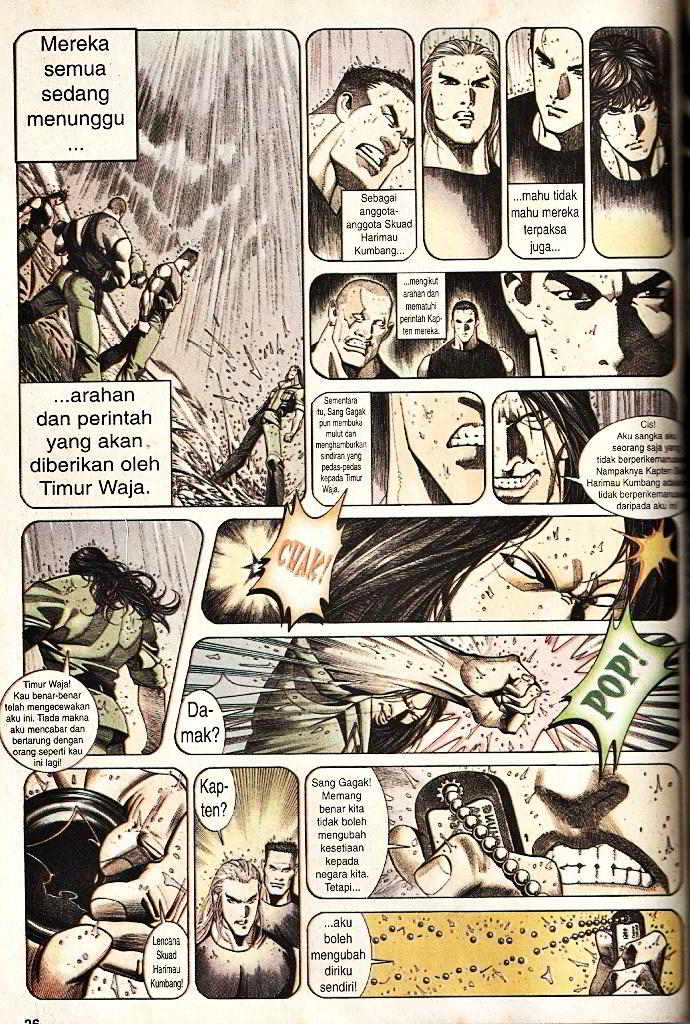 Mereka
semua
sedang
menunggu
...
...arahan
dan perintah
yang akan
diberikan oleh
Timur Waja.
Sebagai
anggota-
anggota Skuad
Harimau
Kumbang...
...mahu tidak
mahu mereka
terpaksa
juga...
...mengikut
arahan dan
mematuhi
perintah Kap-
ten mereka.
Sementara
itu, Sang Gagak
pun membuka
mulut dan
menghamburkan
sindiran yang
pedas-pedas
kepada Timur
Waja.
Cis!
Aku sangka aku
seorang saja yang
tidak berperikemanus
Nampaknya Kapten
Harimau Kumbang
tidak berperikemanus
daripada aku ni
CHAK!
Timur Waja!
Kau benar-benar
telah mengecewakan
aku ini. Tiada makna
aku mencabar dan
bertarung dengan
orang seperti kau
ini lagi!
Da-
mak?
POP!
Lencana
Skuad
Harimau
Kumbang!
Kap-
ten?
Sang Gagak!
Memang
benar kita
tidak boleh
mengubah
kesetiaan
kepada
negara kita.
Tetapi...
...aku
boleh
mengubah
diriku
sendiri!
26